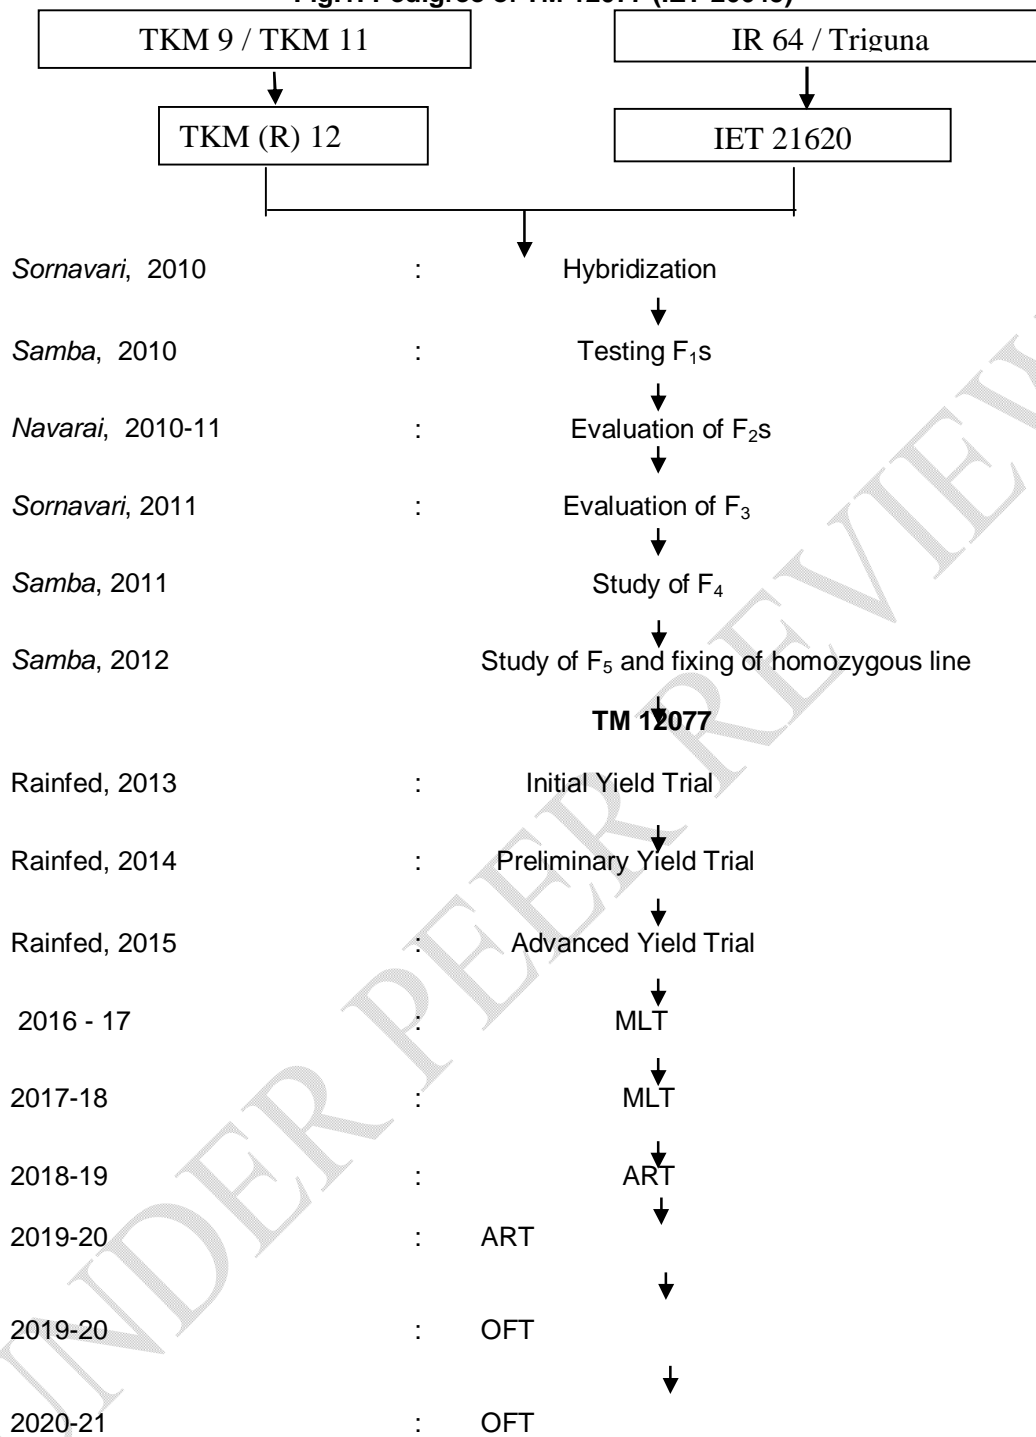 TKM 9 / TKM 11 IR 64 / Triguna
TKM (R) 12 IET 21620
Sornavari, 2010 : Hybridization
Samba, 2010 : Testing F₁s
Navarai, 2010-11 : Evaluation of F₂s
Sornavari, 2011 : Evaluation of F₃
Samba, 2011 Study of F₄
Samba, 2012 Study of F₅ and fixing of homozygous line
TM 12077
Rainfed, 2013 : Initial Yield Trial
Rainfed, 2014 : Preliminary Yield Trial
Rainfed, 2015 : Advanced Yield Trial
2016 - 17 : MLT
2017-18 : MLT
2018-19 : ART
2019-20 : ART
2019-20 : OFT
2020-21 : OFT
UNDER PEER REVIEW